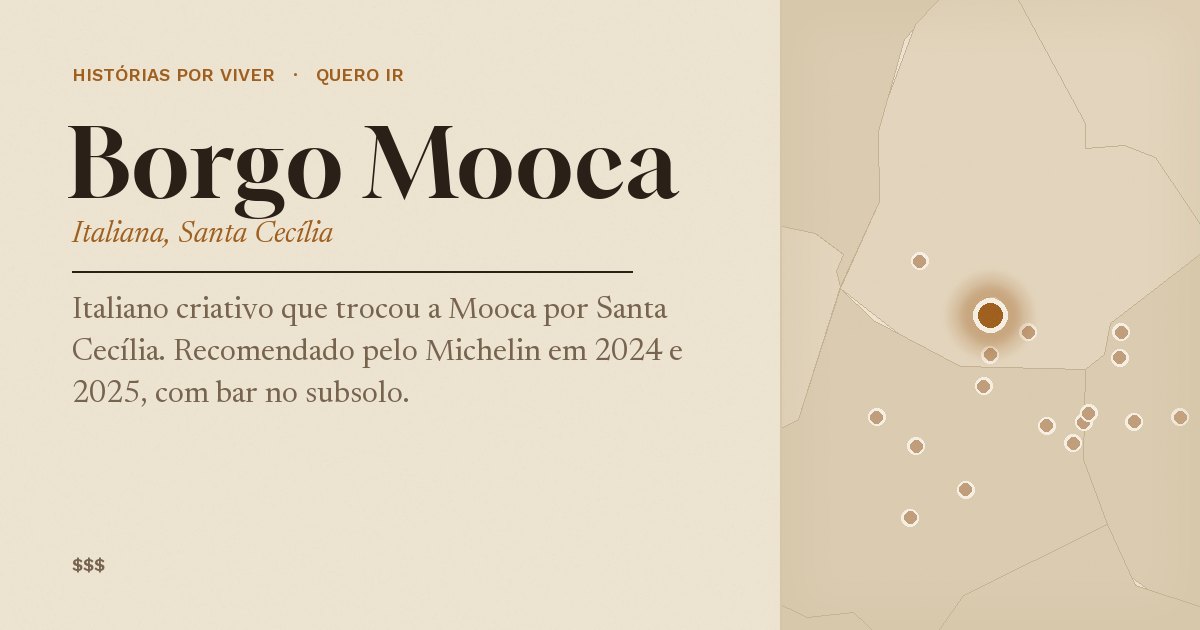 HISTÓRIAS POR VIVER · QUERO IR
Borgo Mooca
Italiana, Santa Cecília
Italiano criativo que trocou a Mooca por Santa
Cecília. Recomendado pelo Michelin em 2024 e
2025, com bar no subsolo.
$$$